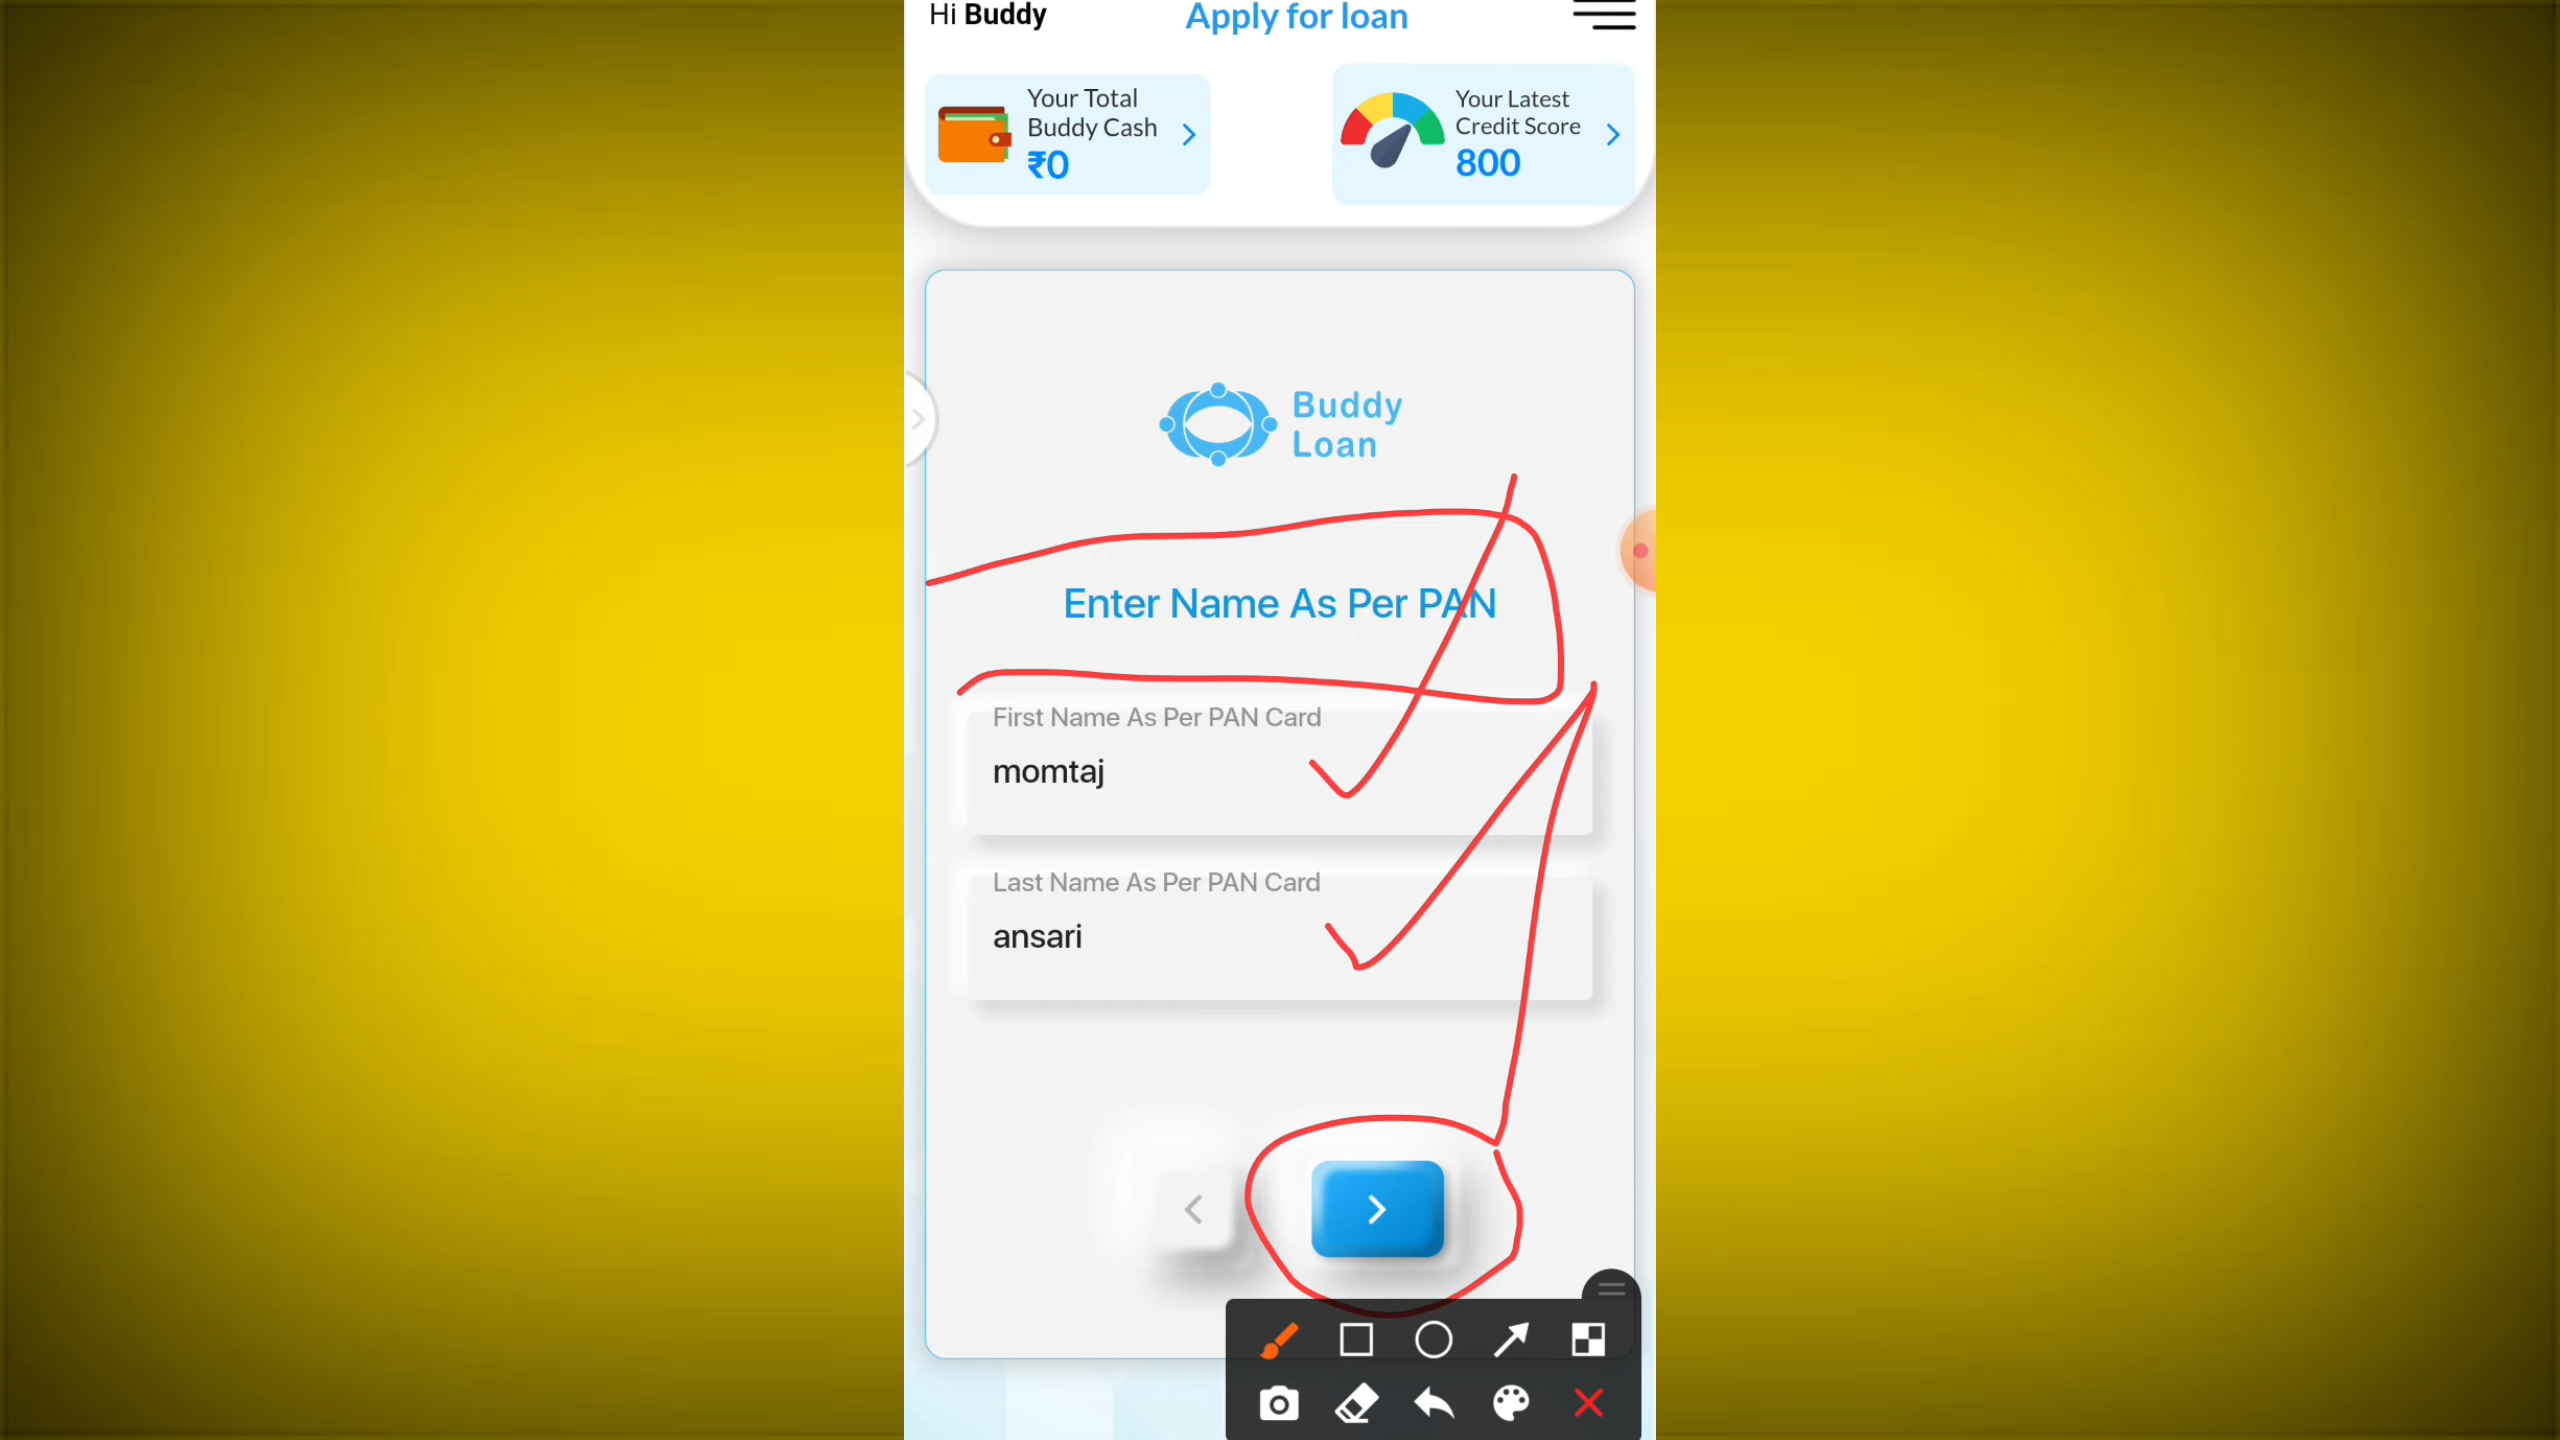 Hi Buddy
Apply for loan
Your Total
Buddy Cash
₹0
Your Latest
Credit Score
800
Buddy
Loan
Enter Name As Per PAN
First Name As Per PAN Card
momtaj
Last Name As Per PAN Card
ansari